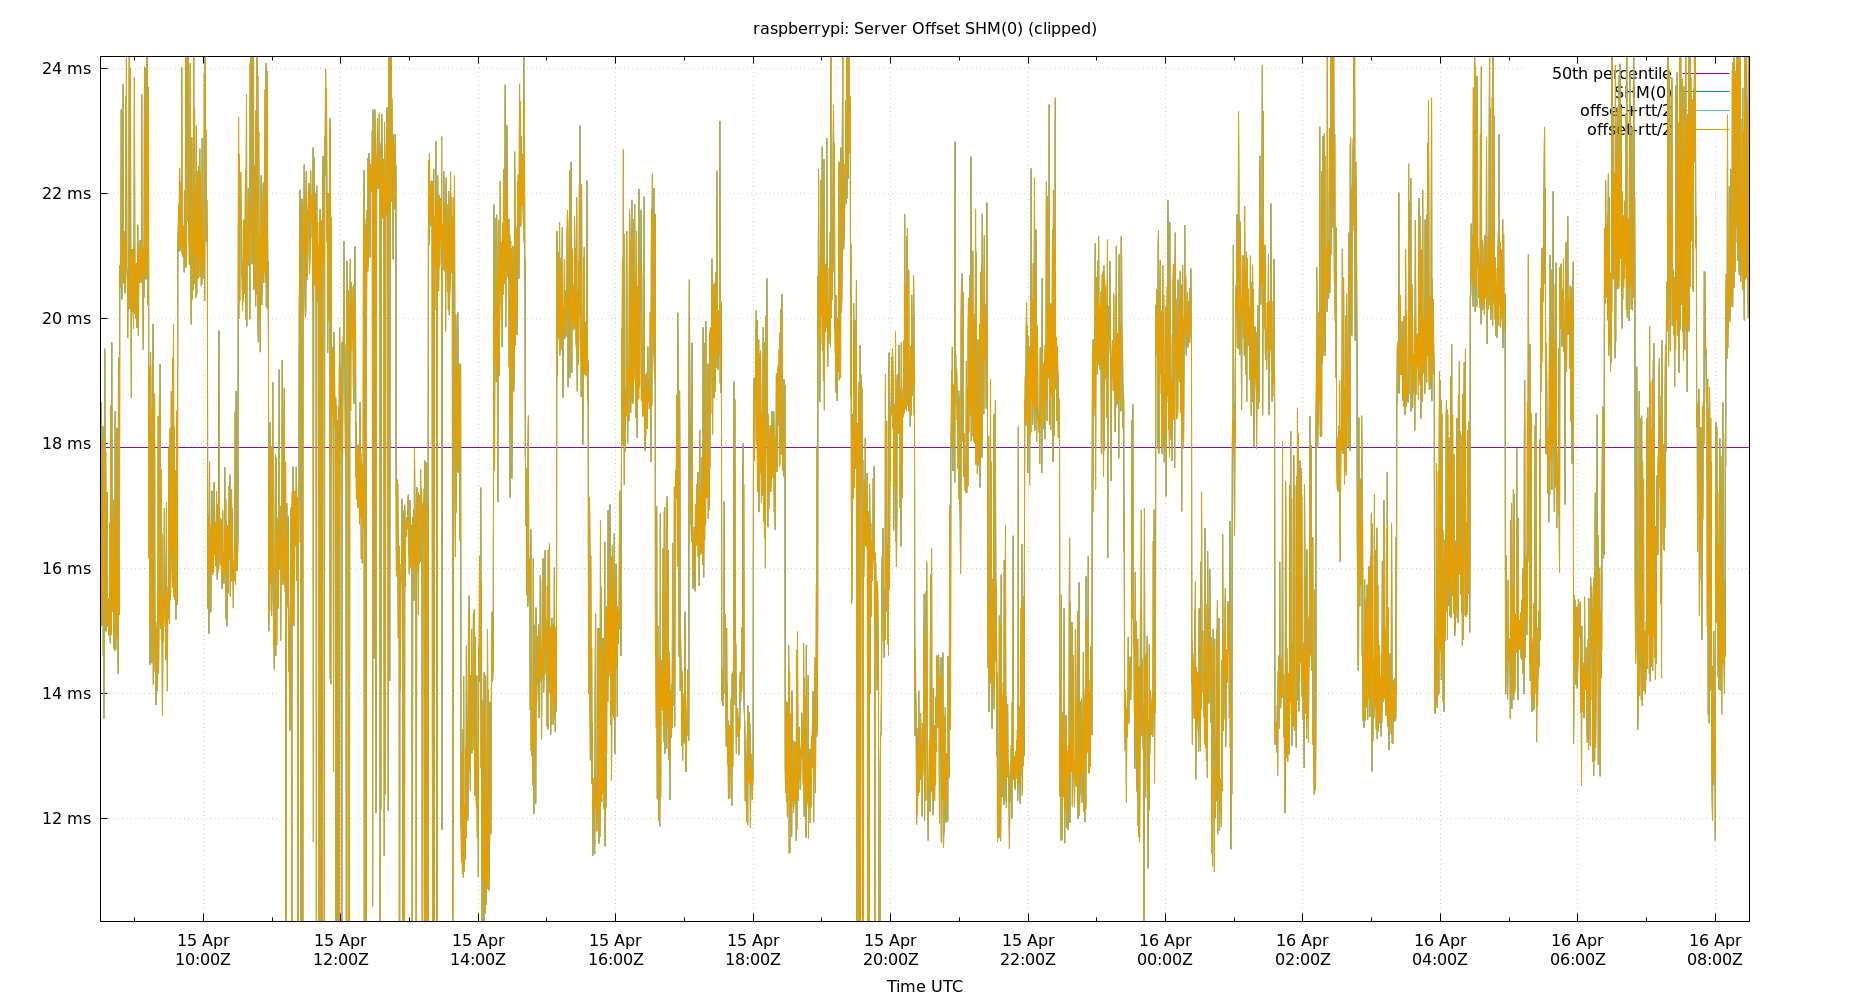 raspberrypi: Server Offset SHM(0) (clipped)
24 ms
22 ms
20 ms
18 ms
16 ms
14 ms
12 ms
50th percentile
SHM(0)
offset+rtt/2
offset-rtt/2
15 Apr 15 Apr 15 Apr 15 Apr 15 Apr 15 Apr 15 Apr 16 Apr 16 Apr 16 Apr 16 Apr 16 Apr
10:00Z 12:00Z 14:00Z 16:00Z 18:00Z 20:00Z 22:00Z 00:00Z 02:00Z 04:00Z 06:00Z 08:00Z
Time UTC